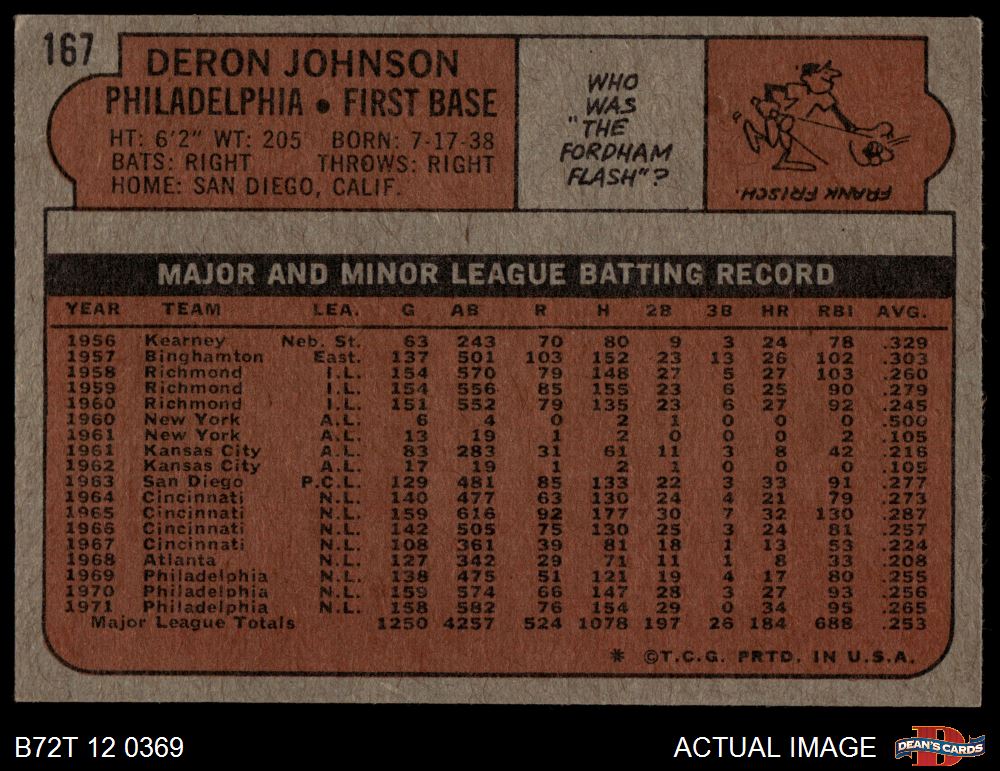 167
DERON JOHNSON
PHILADELPHIA • FIRST BASE
HT: 6'2" WT: 205 BORN: 7-17-38
BATS: RIGHT THROWS: RIGHT
HOME: SAN DIEGO, CALIF.
WHO
WAS
"THE
FORDHAM
FLASH"?
FRANK FRISCH.
MAJOR AND MINOR LEAGUE BATTING RECORD
YEAR TEAM LEA. G AB R H 2B 3B HR RBI AVG.
1956 Kearney Neb. St. 63 243 70 80 9 3 24 78 .329
1957 Binghamton East. 137 501 103 152 23 13 26 102 .303
1958 Richmond I.L. 154 570 79 148 27 5 27 103 .260
1959 Richmond I.L. 154 556 85 155 23 6 25 90 .279
1960 Richmond I.L. 151 552 79 135 23 6 27 92 .245
1960 New York A.L. 6 4 0 2 1 0 0 0 .500
1961 New York A.L. 13 19 1 2 0 0 0 2 .105
1961 Kansas City A.L. 83 283 31 61 11 3 8 42 .216
1962 Kansas City A.L. 17 19 1 2 1 0 0 0 .105
1963 San Diego P.C.L. 129 481 85 133 22 3 33 91 .277
1964 Cincinnati N.L. 140 477 63 130 24 4 21 79 .273
1965 Cincinnati N.L. 159 616 92 177 30 7 32 130 .287
1966 Cincinnati N.L. 142 505 75 130 25 3 24 81 .257
1967 Cincinnati N.L. 108 361 39 81 18 1 13 53 .224
1968 Atlanta N.L. 127 342 29 71 11 1 8 33 .208
1969 Philadelphia N.L. 138 475 51 121 19 4 17 80 .255
1970 Philadelphia N.L. 159 574 66 147 28 3 27 93 .256
1971 Philadelphia N.L. 158 582 76 154 29 0 34 95 .265
Major League Totals 1250 4257 524 1078 197 26 184 688 .253
* ©T.C.G. PRTD. IN U.S.A.
B72T 12 0369
ACTUAL IMAGE
D
DEAN'S CARDS